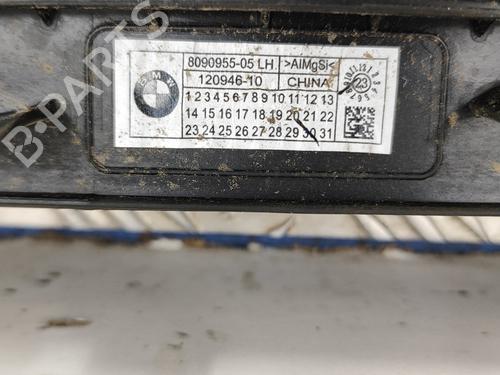 BMW
8090955-05 LH >AlMgSi<
120946-10 CHINA
1 2 3 4 5 6 7 8 9 10 11 12 13
14 15 16 17 18 19 20 21 22
23 24 25 26 27 28 29 30 31
23
B-PARTS